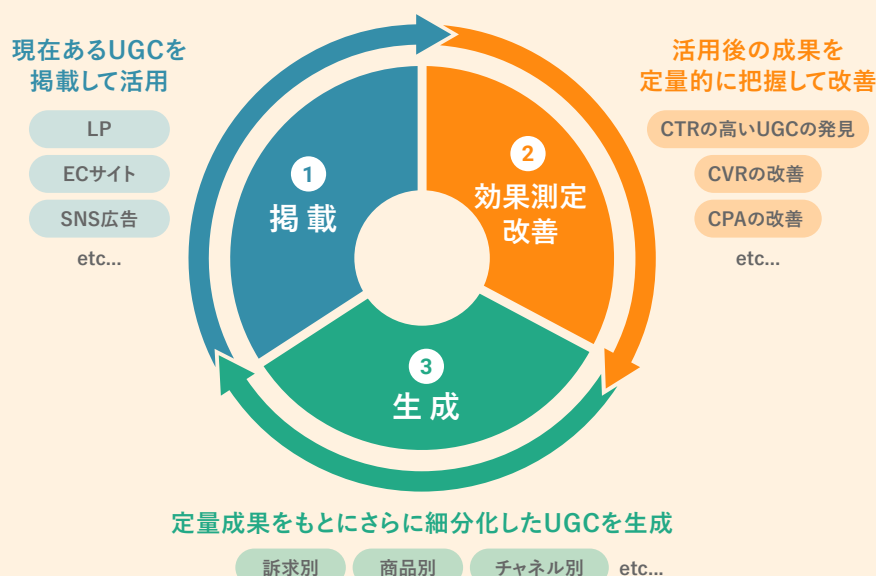 現在あるUGCを
掲載して活用
LP
ECサイト
SNS広告
etc...
1
掲載
2
効果測定
改善
活用後の成果を
定量的に把握して改善
CTRの高いUGCの発見
CVRの改善
CPAの改善
etc...
3
生成
定量成果をもとにさらに細分化したUGCを生成
訴求別 商品別 チャネル別 etc...